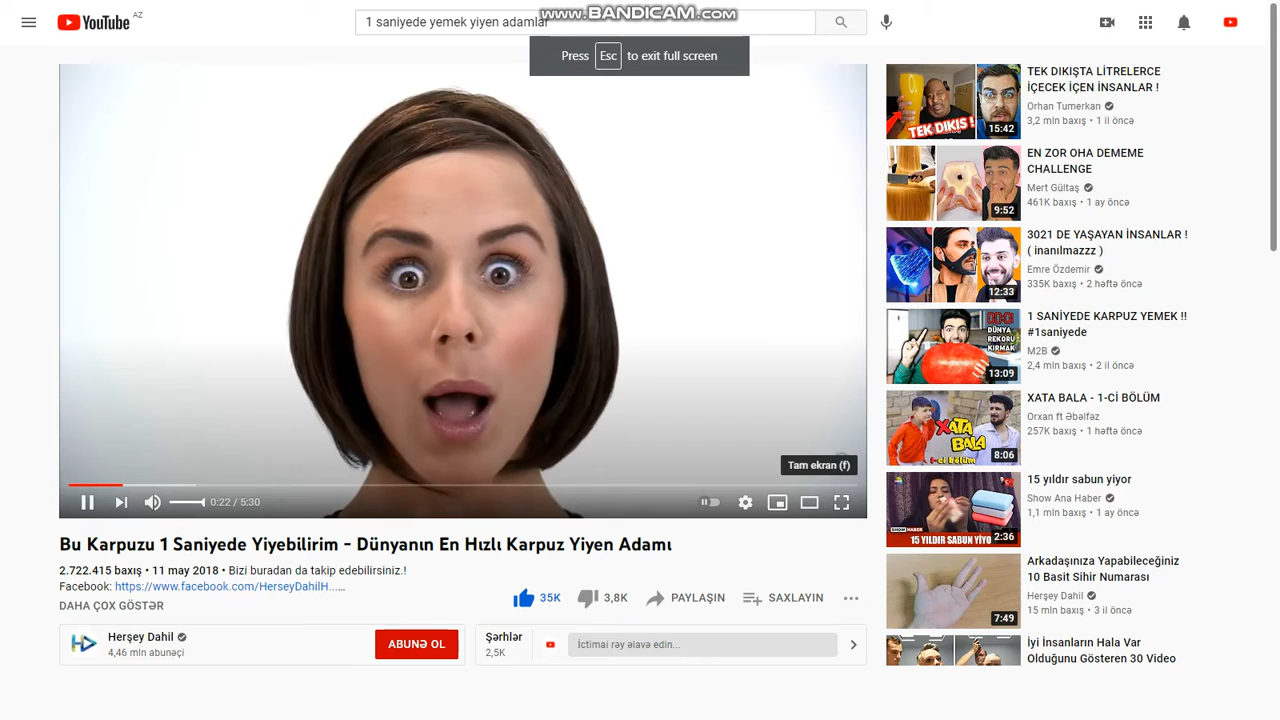 YouTube AZ
1 saniyede yemek yiyen adamlar
www.BANDICAM.com
Press Esc to exit full screen
Tam ekran (f)
0:22 / 5:30
Bu Karpuzu 1 Saniyede Yiyebilirim - Dünyanın En Hızlı Karpuz Yiyen Adamı
2.722.415 baxış • 11 may 2018 • Bizi buradan da takip edebilirsiniz.!
Facebook: https://www.facebook.com/HerseyDahilH...…
DAHA ÇOX GÖSTƏR
35K
3,8K
PAYLAŞIN
SAXLAYIN
Herşey Dahil
4,46 mln abunəçi
ABUNƏ OL
Şərhlər
2,5K
İctimai rəy əlavə edin...
TEK DIKIŞ !
15:42
TEK DIKIŞTA LİTRELERCE
İÇECEK İÇEN İNSANLAR !
Orhan Tumerkan
3,2 mln baxış • 1 il öncə
9:52
EN ZOR OHA DEMEME
CHALLENGE
Mert Gültaş
461K baxış • 1 ay öncə
12:33
3021 DE YAŞAYAN İNSANLAR !
( inanılmazzz )
Emre Özdemir
335K baxış • 2 həftə öncə
DÜNYA
REKORU
KIRMAK
13:09
1 SANİYEDE KARPUZ YEMEK !!
#1saniyede
M2B
2,4 mln baxış • 2 il öncə
XATA
BALA
1-ci bölüm
8:06
XATA BALA - 1-Cİ BÖLÜM
Orxan ft Əbəlfəz
257K baxış • 1 həftə öncə
SHOW HABER
15 YILDIR SABUN YİYO
2:36
15 yıldır sabun yiyor
Show Ana Haber
1,1 mln baxış • 1 ay öncə
7:49
Arkadaşınıza Yapabileceğiniz
10 Basit Sihir Numarası
Herşey Dahil
15 mln baxış • 3 il öncə
İyi İnsanların Hala Var
Olduğunu Gösteren 30 Video